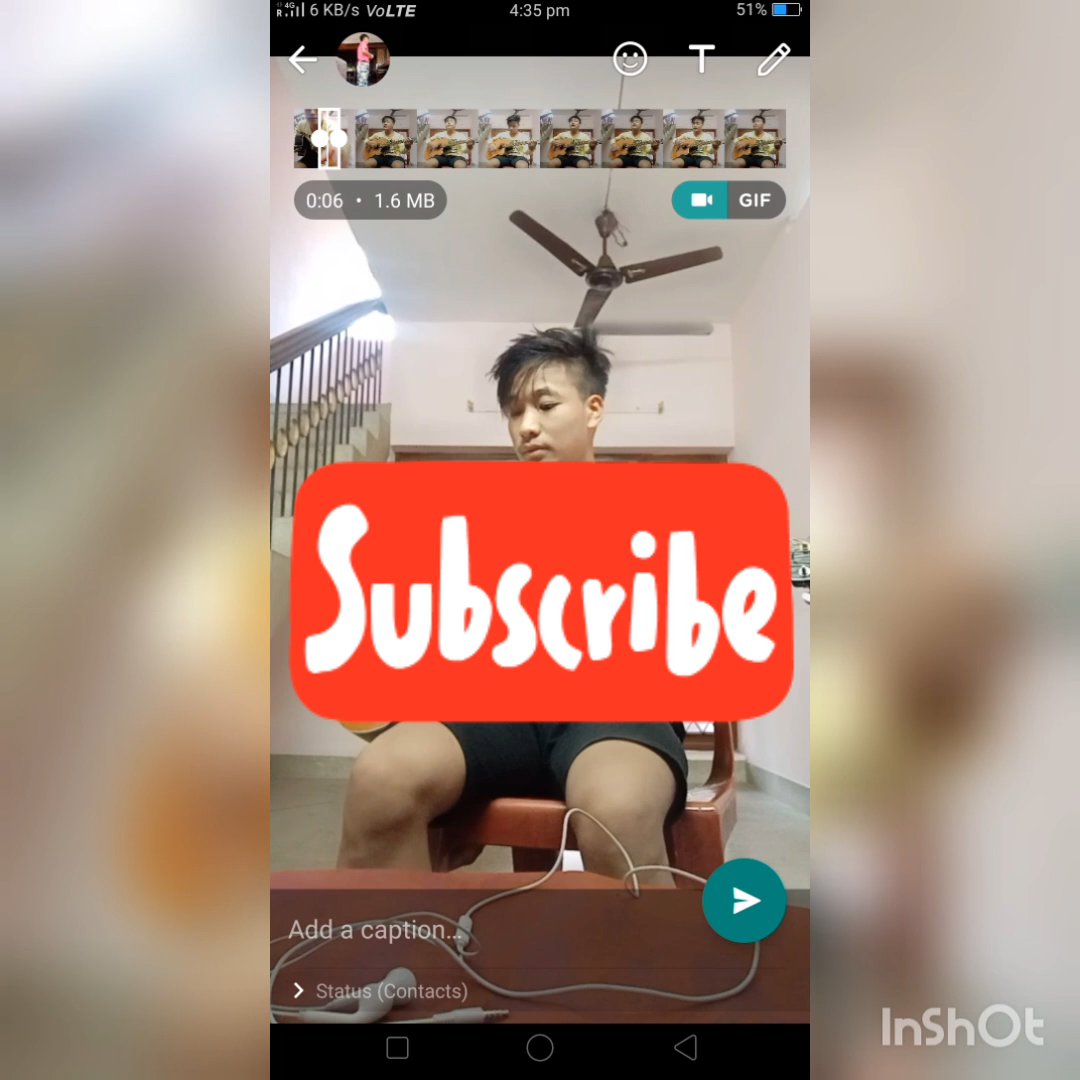 6 KB/s VoLTE 4:35 pm 51%
T
0:06 • 1.6 MB GIF
Subscribe
Add a caption...
Status (Contacts)
InShOt